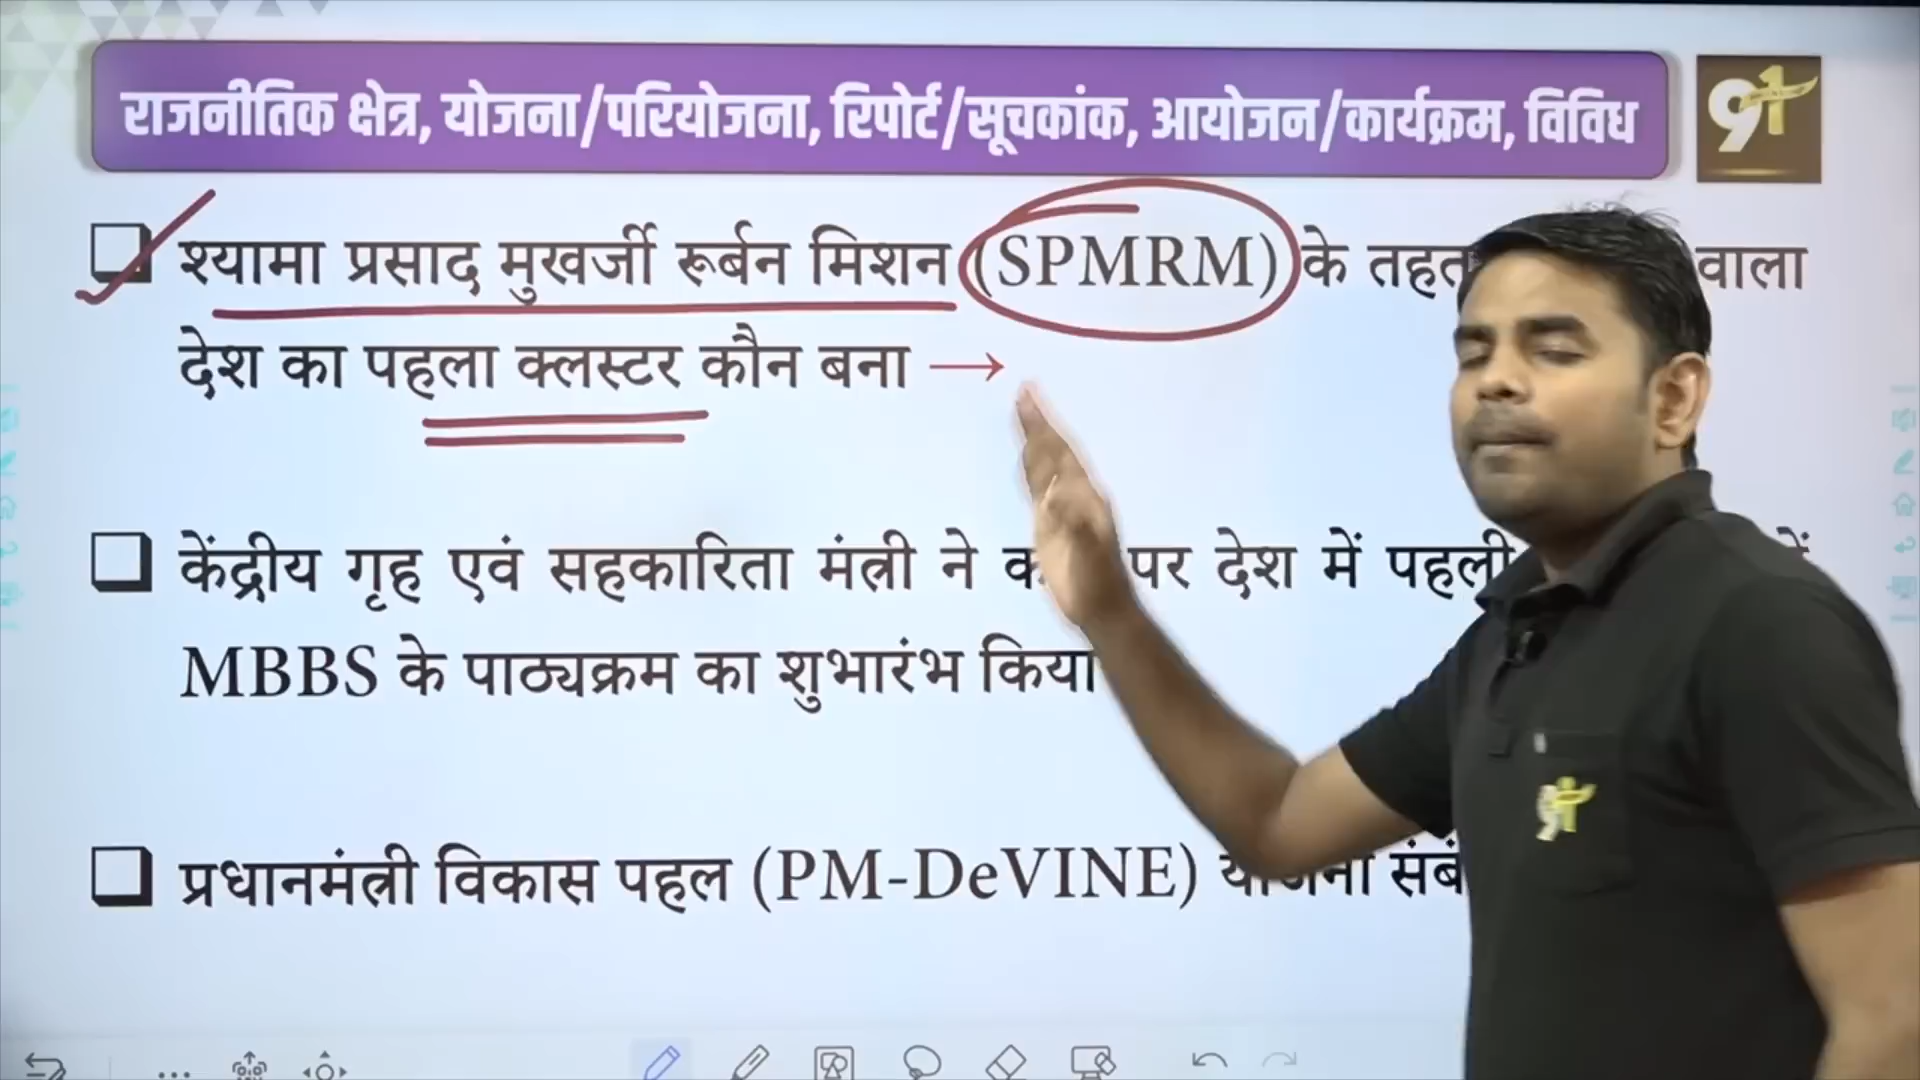 राजनीतिक क्षेत्र, योजना/परियोजना, रिपोर्ट/सूचकांक, आयोजन/कार्यक्रम, विविध
श्यामा प्रसाद मुखर्जी रूर्बन मिशन (SPMRM) के तहत वाला
देश का पहला क्लस्टर कौन बना →
केंद्रीय गृह एवं सहकारिता मंत्री ने पर देश में पहली
MBBS के पाठ्यक्रम का शुभारंभ किया
प्रधानमंत्री विकास पहल (PM-DeVINE) योजना